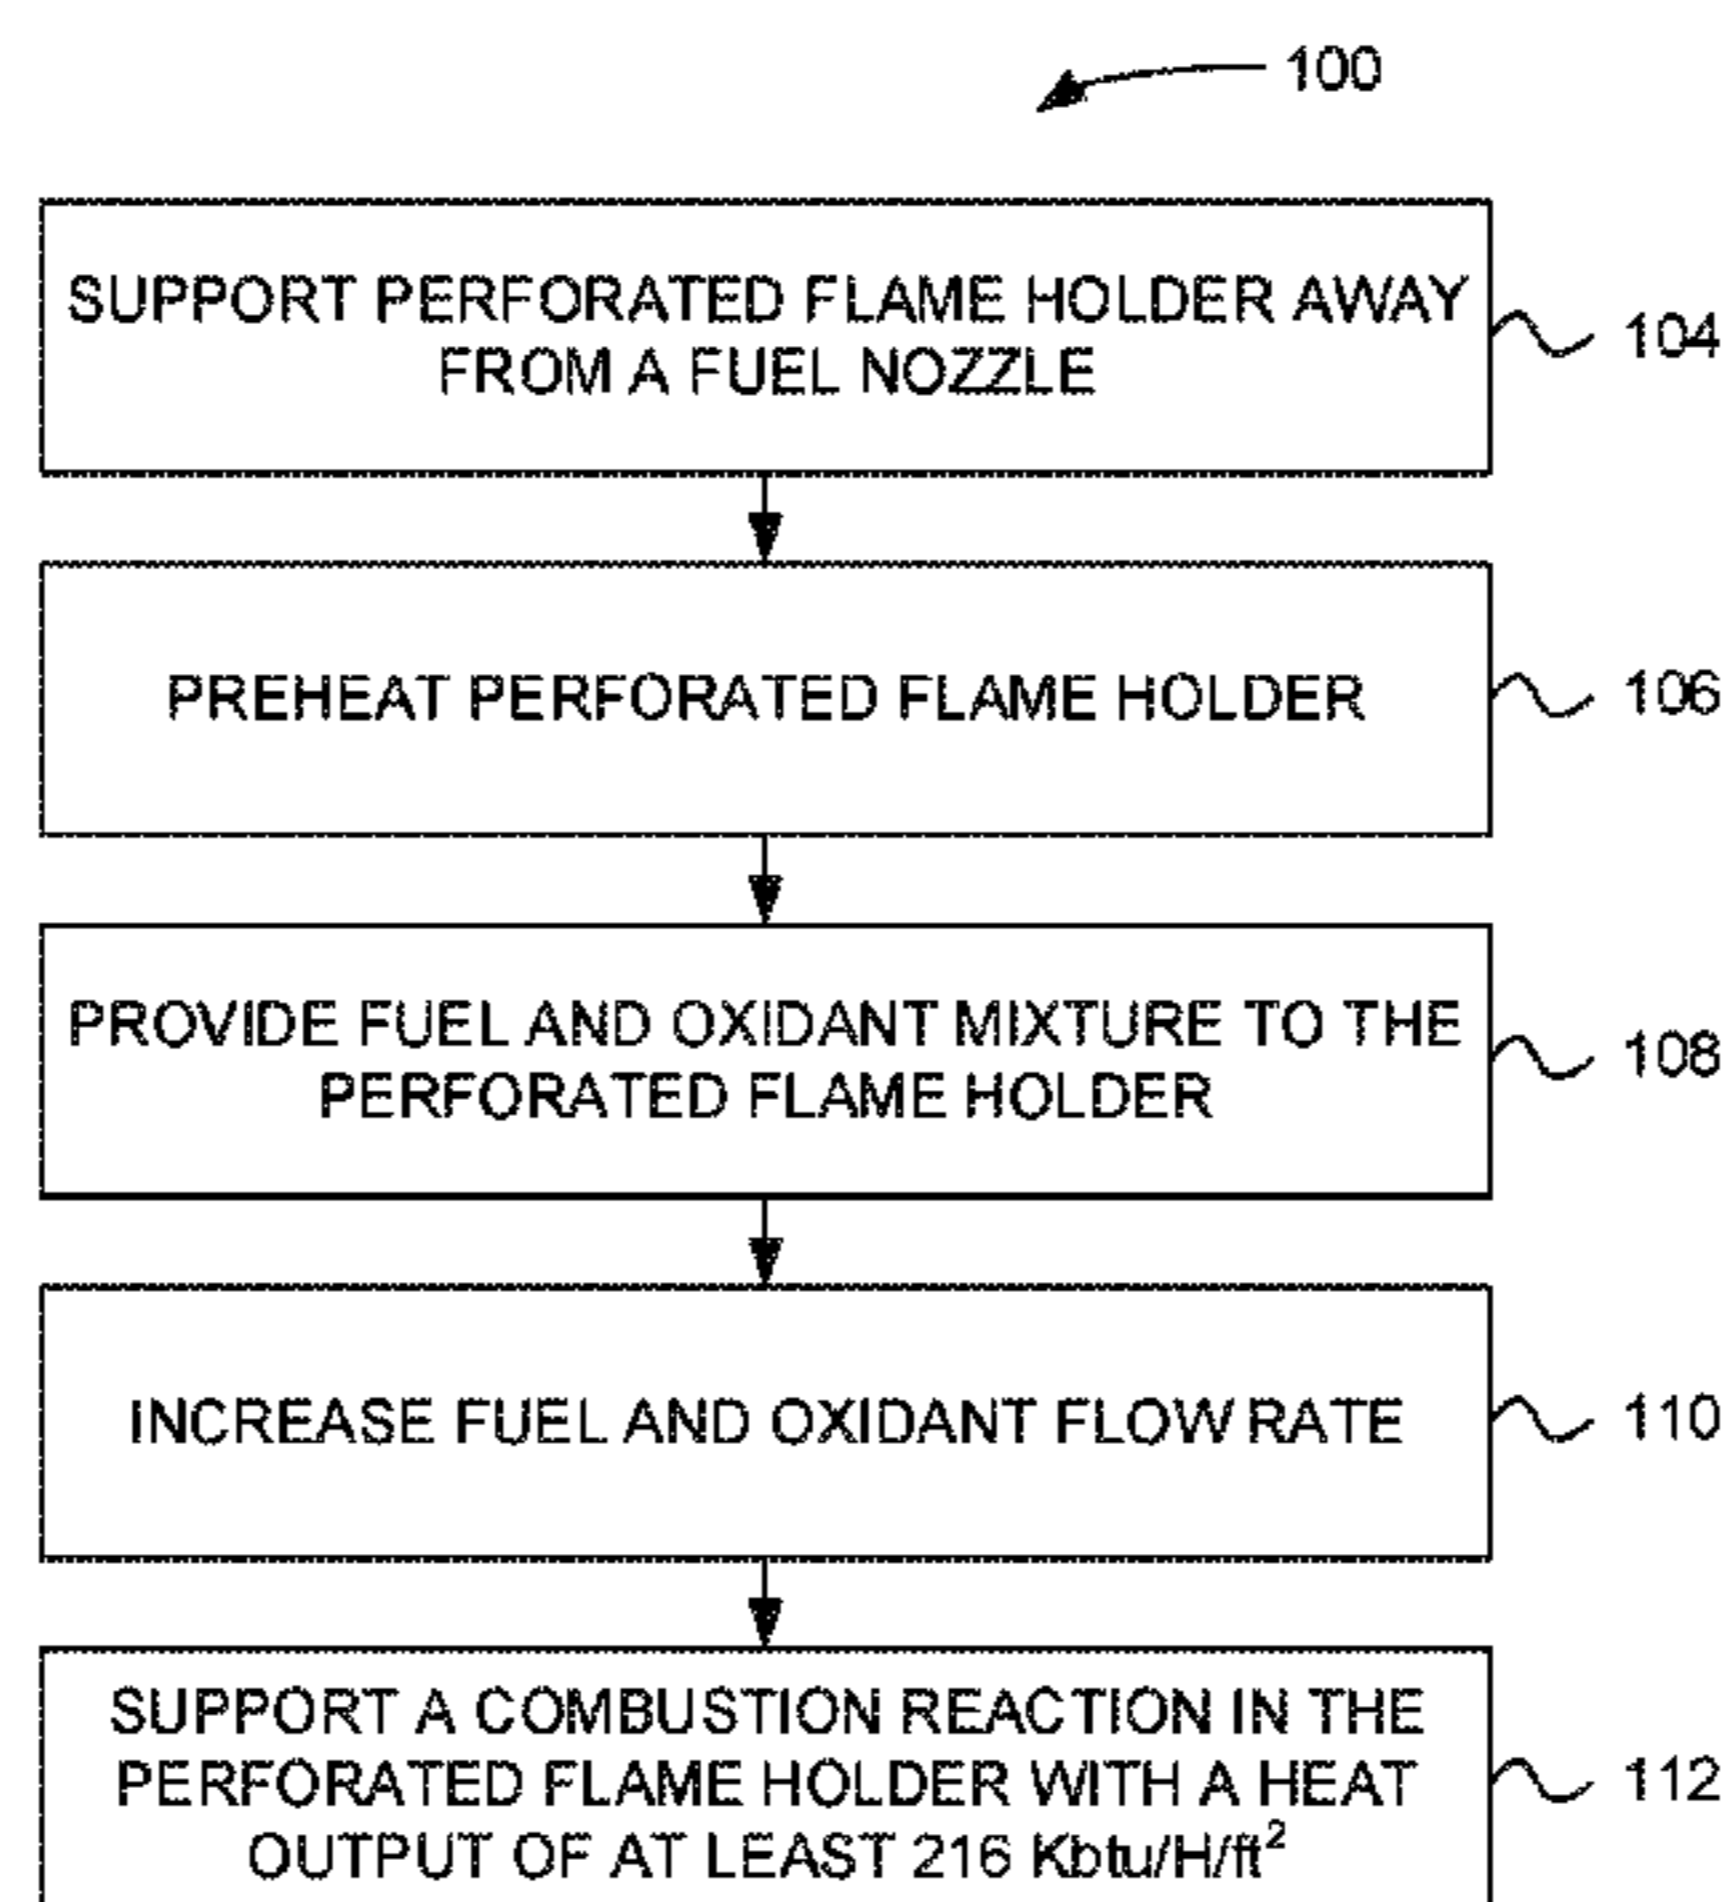 100
SUPPORT PERFORATED FLAME HOLDER AWAY
FROM A FUEL NOZZLE
104
PREHEAT PERFORATED FLAME HOLDER
106
PROVIDE FUEL AND OXIDANT MIXTURE TO THE
PERFORATED FLAME HOLDER
108
INCREASE FUEL AND OXIDANT FLOW RATE
110
SUPPORT A COMBUSTION REACTION IN THE
PERFORATED FLAME HOLDER WITH A HEAT
OUTPUT OF AT LEAST 216 Kbtu/H/ft²
112